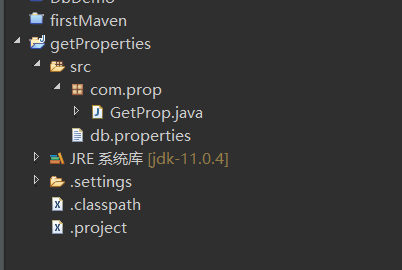 DbDemo
firstMaven
getProperties
src
com.prop
GetProp.java
db.properties
JRE 系统库 [jdk-11.0.4]
.settings
.classpath
.project